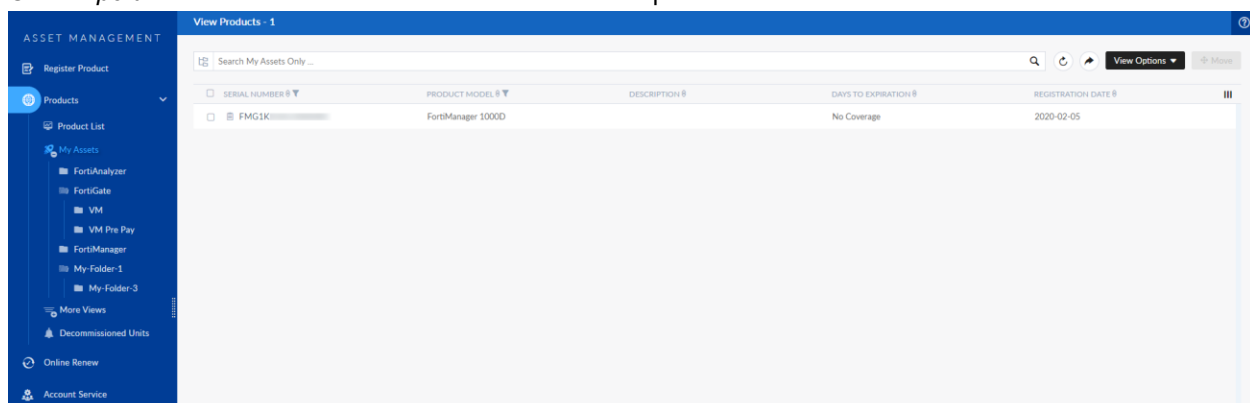 View Products - 1
ASSET MANAGEMENT
Register Product
Products
Product List
My Assets
FortiAnalyzer
FortiGate
VM
VM Pre Pay
FortiManager
My-Folder-1
My-Folder-3
More Views
Decommissioned Units
Online Renew
Account Service
Search My Assets Only ...
View Options
Move
SERIAL NUMBER PRODUCT MODEL DESCRIPTION DAYS TO EXPIRATION REGISTRATION DATE
FMG1K FortiManager 1000D No Coverage 2020-02-05